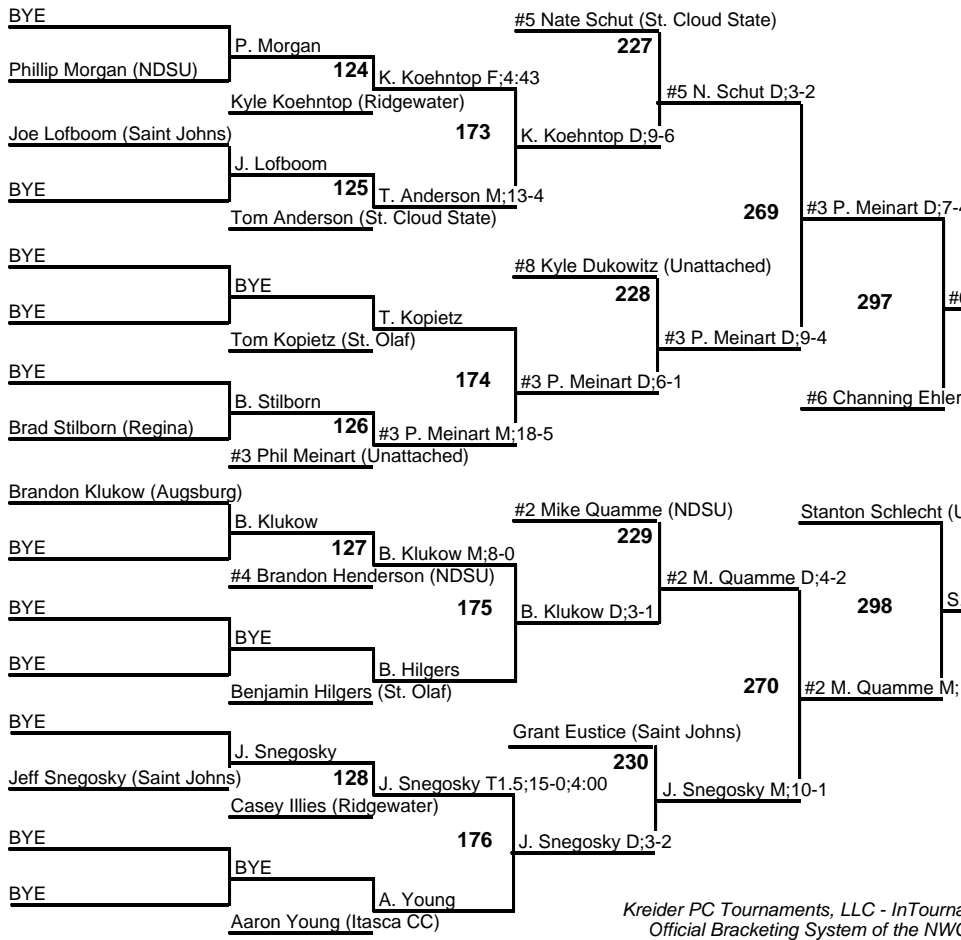 BYE
#5 Nate Schut (St. Cloud State)
P. Morgan
227
Phillip Morgan (NDSU)
124
K. Koehntop F;4:43
Kyle Koehntop (Ridgewater)
#5 N. Schut D;3-2
Joe Lofboom (Saint Johns)
173
K. Koehntop D;9-6
J. Lofboom
BYE
125
T. Anderson M;13-4
Tom Anderson (St. Cloud State)
269
#3 P. Meinart D;7-4
BYE
#8 Kyle Dukowitz (Unattached)
BYE
228
297
BYE
T. Kopietz
Tom Kopietz (St. Olaf)
#3 P. Meinart D;9-4
BYE
174
#3 P. Meinart D;6-1
B. Stilborn
#6 Channing Ehler
Brad Stilborn (Regina)
126
#3 P. Meinart M;18-5
#3 Phil Meinart (Unattached)
Brandon Klukow (Augsburg)
#2 Mike Quamme (NDSU)
Stanton Schlecht (U
B. Klukow
229
BYE
127
B. Klukow M;8-0
#4 Brandon Henderson (NDSU)
#2 M. Quamme D;4-2
BYE
175
B. Klukow D;3-1
298
S.
BYE
BYE
B. Hilgers
Benjamin Hilgers (St. Olaf)
270
#2 M. Quamme M;
BYE
Grant Eustice (Saint Johns)
J. Snegosky
230
Jeff Snegosky (Saint Johns)
128
J. Snegosky T1.5;15-0;4:00
Casey Illies (Ridgewater)
J. Snegosky M;10-1
BYE
176
J. Snegosky D;3-2
BYE
BYE
A. Young
Aaron Young (Itasca CC)
Kreider PC Tournaments, LLC - InTourna
Official Bracketing System of the NWC